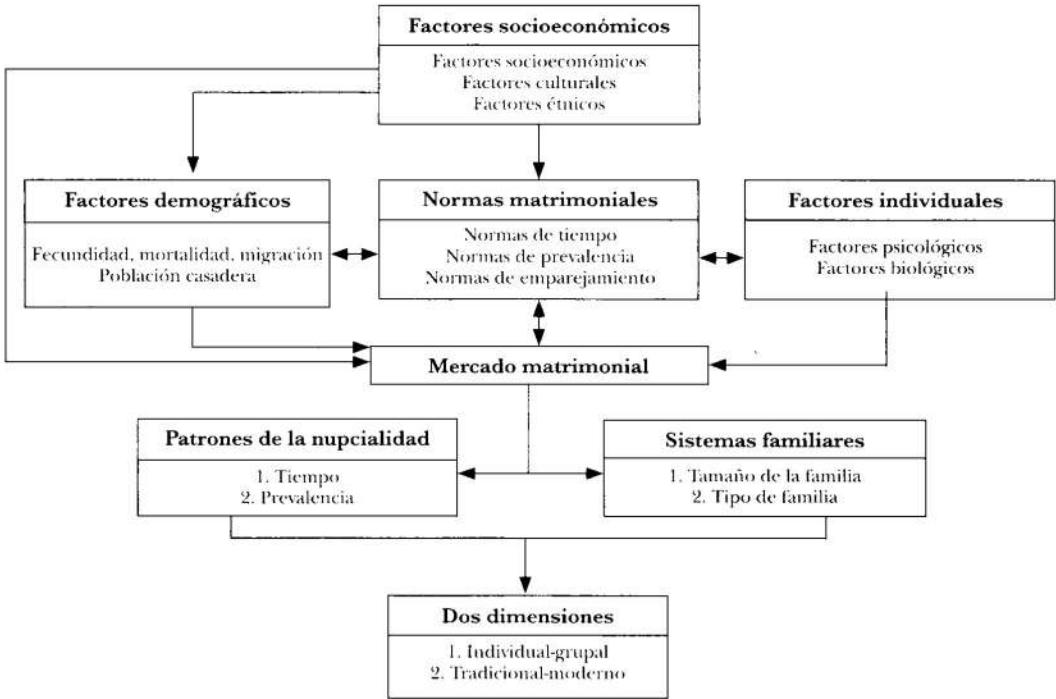 Factores socioeconómicos
Factores socioeconómicos
Factores culturales
Factores étnicos
Factores demográficos
Fecundidad, mortalidad, migración
Población casadera
Normas matrimoniales
Normas de tiempo
Normas de prevalencia
Normas de emparejamiento
Factores individuales
Factores psicológicos
Factores biológicos
Mercado matrimonial
Patrones de la nupcialidad
1. Tiempo
2. Prevalencia
Sistemas familiares
1. Tamaño de la familia
2. Tipo de familia
Dos dimensiones
1. Individual-grupal
2. Tradicional-moderno